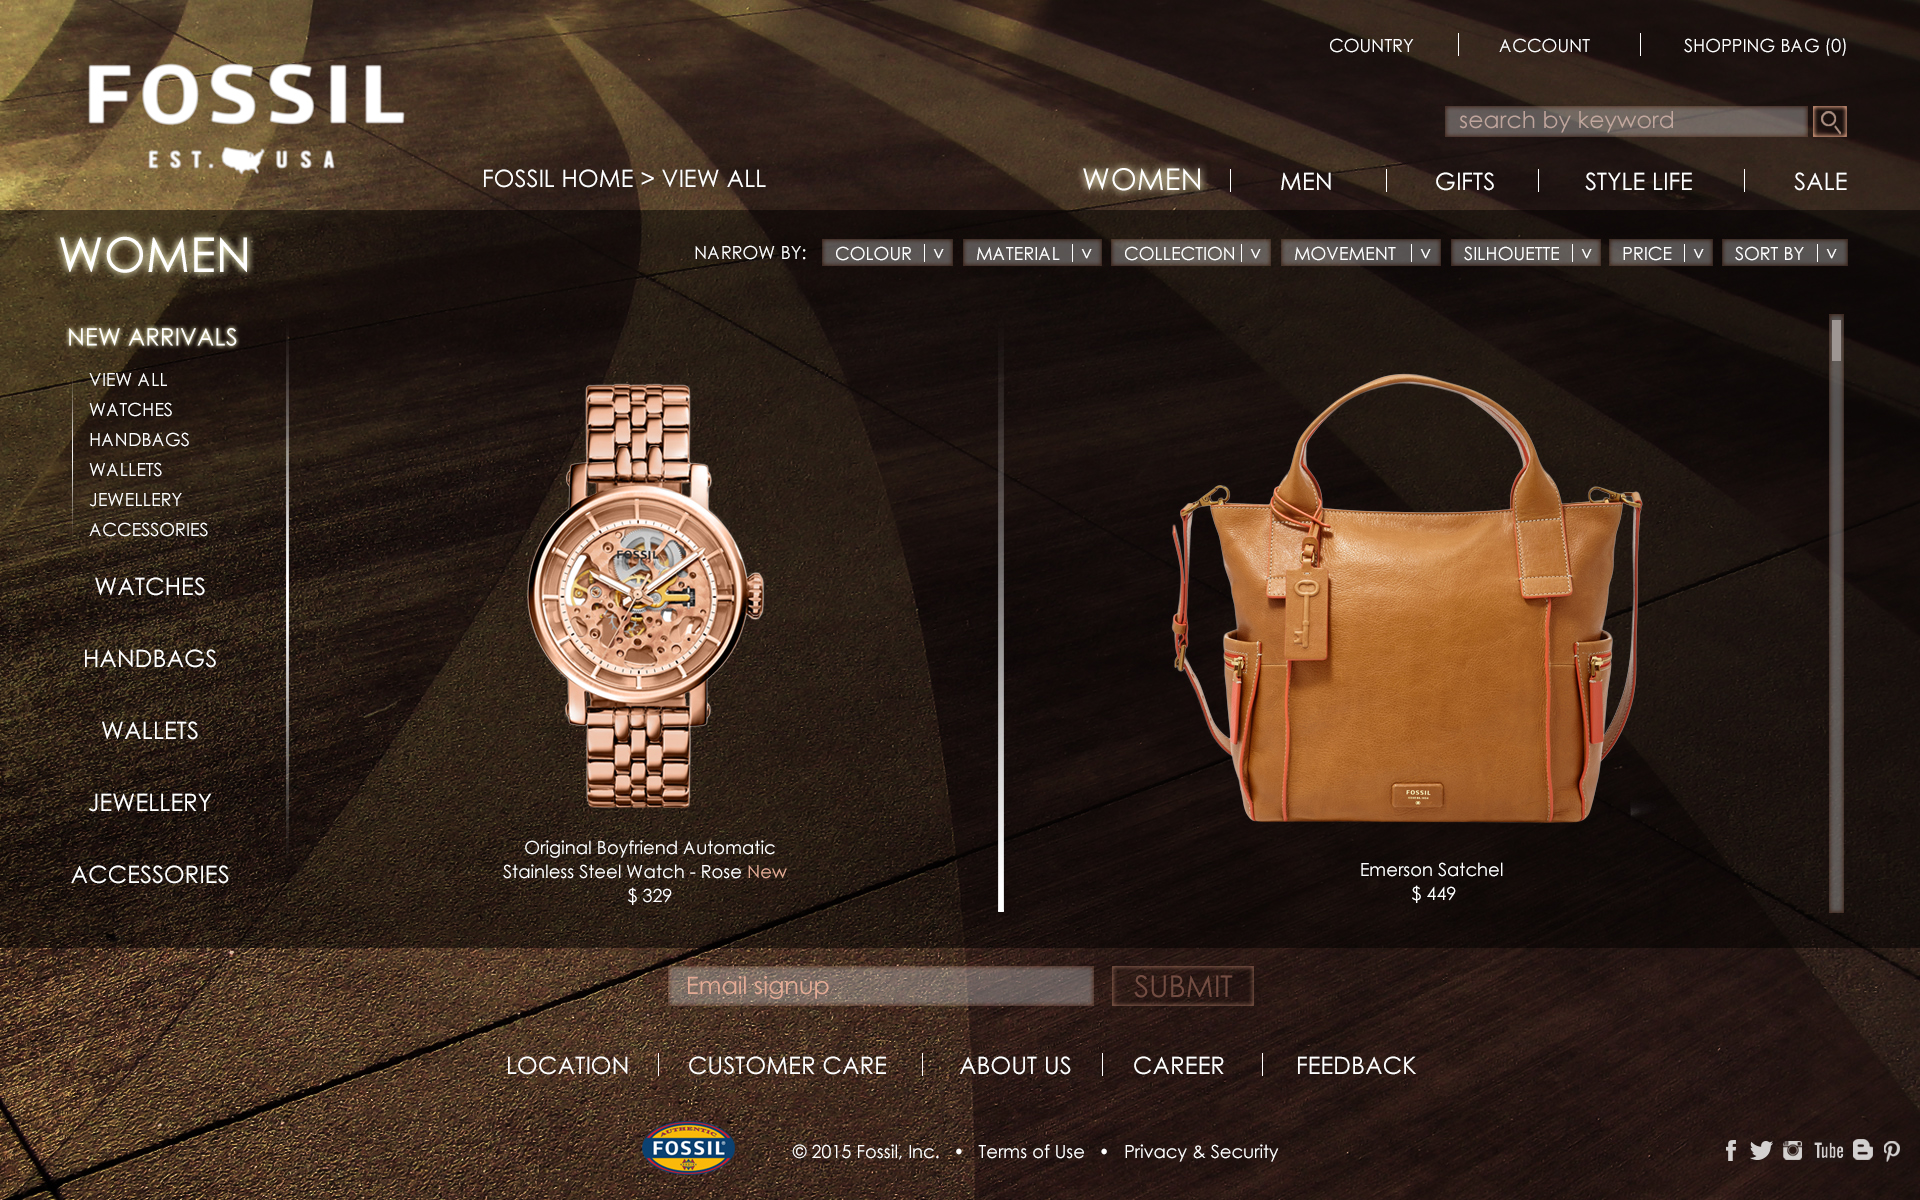 COUNTRY
ACCOUNT
SHOPPING BAG (0)
FOSSIL
EST. USA
search by keyword
FOSSIL HOME > VIEW ALL
WOMEN
MEN
GIFTS
STYLE LIFE
SALE
WOMEN
NARROW BY:
COLOUR
MATERIAL
COLLECTION
MOVEMENT
SILHOUETTE
PRICE
SORT BY
NEW ARRIVALS
VIEW ALL
WATCHES
HANDBAGS
WALLETS
JEWELLERY
ACCESSORIES
WATCHES
HANDBAGS
WALLETS
JEWELLERY
ACCESSORIES
FOSSIL
Original Boyfriend Automatic
Stainless Steel Watch - Rose New
$ 329
FOSSIL
Emerson Satchel
$ 449
Email signup
SUBMIT
LOCATION
CUSTOMER CARE
ABOUT US
CAREER
FEEDBACK
AUTHENTIC
FOSSIL
© 2015 Fossil, Inc. • Terms of Use • Privacy & Security
Tube